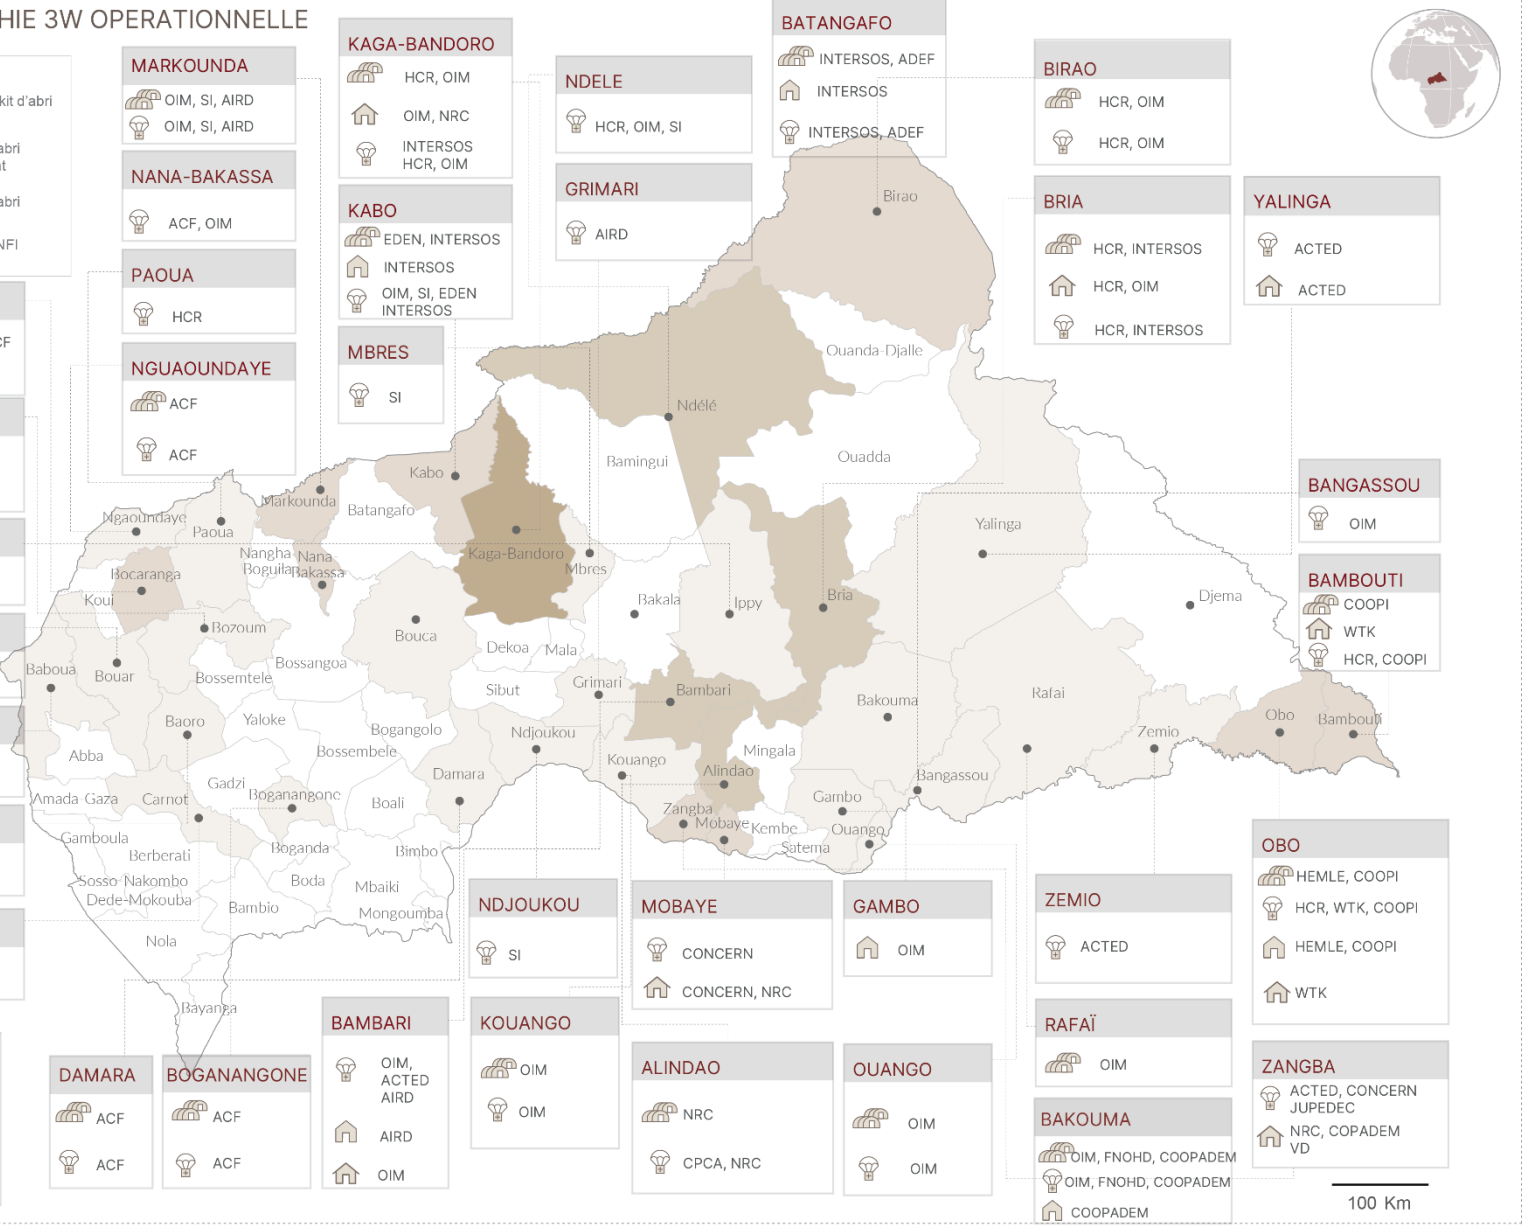 HIE 3W OPERATIONNELLE
kit d'abri
abri
nt
abri
NFI
CF
MARKOUNDA
OIM, SI, AIRD
OIM, SI, AIRD
NANA-BAKASSA
ACF, OIM
PAOUA
HCR
NGUAOUNDAYE
ACF
ACF
KAGA-BANDORO
HCR, OIM
OIM, NRC
INTERSOS
HCR, OIM
KABO
EDEN, INTERSOS
INTERSOS
OIM, SI, EDEN
INTERSOS
MBRES
SI
NDELE
HCR, OIM, SI
GRIMARI
AIRD
BATANGAFO
INTERSOS, ADEF
INTERSOS
INTERSOS, ADEF
BIRAO
HCR, OIM
HCR, OIM
BRIA
HCR, INTERSOS
HCR, OIM
HCR, INTERSOS
YALINGA
ACTED
ACTED
BANGASSOU
OIM
BAMBOUTI
COOPI
WTK
HCR, COOPI
Birao
Ouanda-Djalle
Ndélé
Bamingui
Ouadda
Kabo
Markounda
Batangafo
Ngaoundaye
Paoua
Yalinga
Kaga-Bandoro
Nangha
Boguila
Nana
Bakassa
Mbres
Bocaranga
Koui
Bakala
Ippy
Bria
Djema
Bozoum
Bouca
Dekoa
Mala
Bossangoa
Baboua
Bouar
Bossemtele
Sibut
Grimari
Bambari
Bakouma
Rafai
Obo
Bambouti
Baoro
Yaloke
Bogangolo
Ndjoukou
Zemio
Abba
Bossembele
Mingala
Kouango
Damara
Alindao
Bangassou
Gadzi
Amada Gaza
Carnot
Boganangone
Boali
Gambo
Zangba
Mobaye
Kembe
Ouango
Satema
Gamboula
Berberati
Boganda
Bimbo
Sosso-Nakombo
Dede-Mokouba
Boda
Mbaiki
Bambio
Mongoumba
Nola
Bayanga
NDJOUKOU
SI
MOBAYE
CONCERN
CONCERN, NRC
GAMBO
OIM
ZEMIO
ACTED
OBO
HEMLE, COOPI
HCR, WTK, COOPI
HEMLE, COOPI
WTK
RAFAÏ
OIM
BAMBARI
OIM,
ACTED
AIRD
AIRD
OIM
KOUANGO
OIM
OIM
ALINDAO
NRC
CPCA, NRC
OUANGO
OIM
OIM
DAMARA
ACF
ACF
BOGANANGONE
ACF
ACF
BAKOUMA
OIM, FNOHD, COOPADEM
OIM, FNOHD, COOPADEM
COOPADEM
ZANGBA
ACTED, CONCERN
JUPEDEC
NRC, COPADEM
VD
100 Km